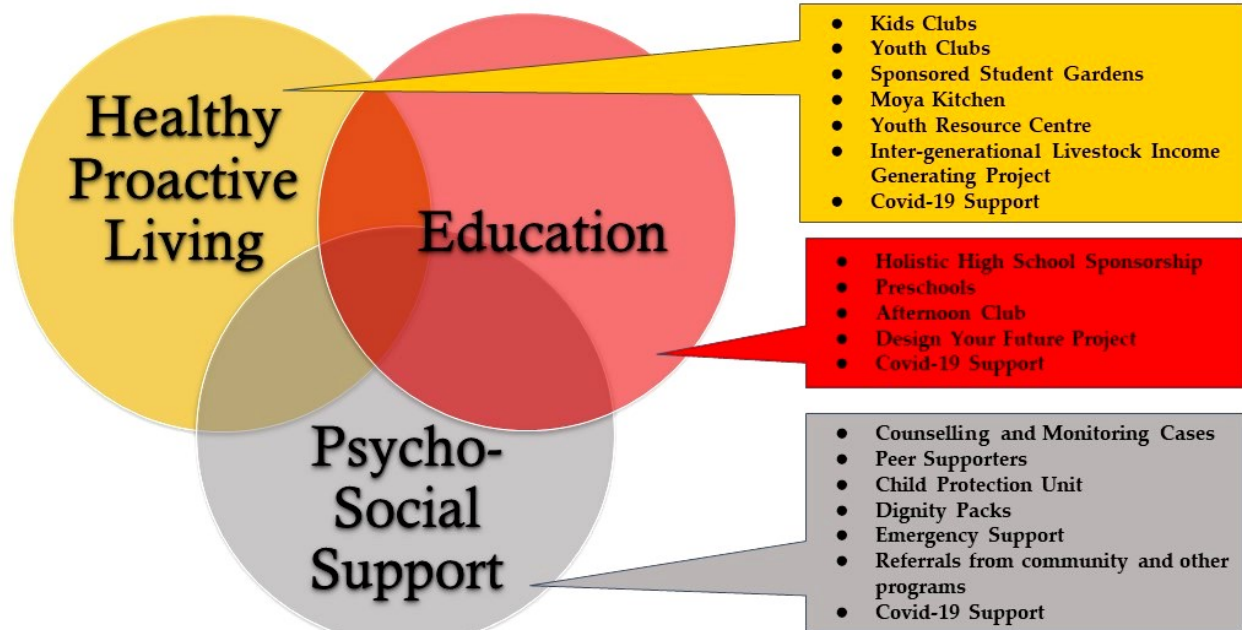 Healthy
Proactive
Living
Education
Psycho-
Social
Support
● Kids Clubs
● Youth Clubs
● Sponsored Student Gardens
● Moya Kitchen
● Youth Resource Centre
● Inter-generational Livestock Income
Generating Project
● Covid-19 Support
● Holistic High School Sponsorship
● Preschools
● Afternoon Club
● Design Your Future Project
● Covid-19 Support
● Counselling and Monitoring Cases
● Peer Supporters
● Child Protection Unit
● Dignity Packs
● Emergency Support
● Referrals from community and other
programs
● Covid-19 Support